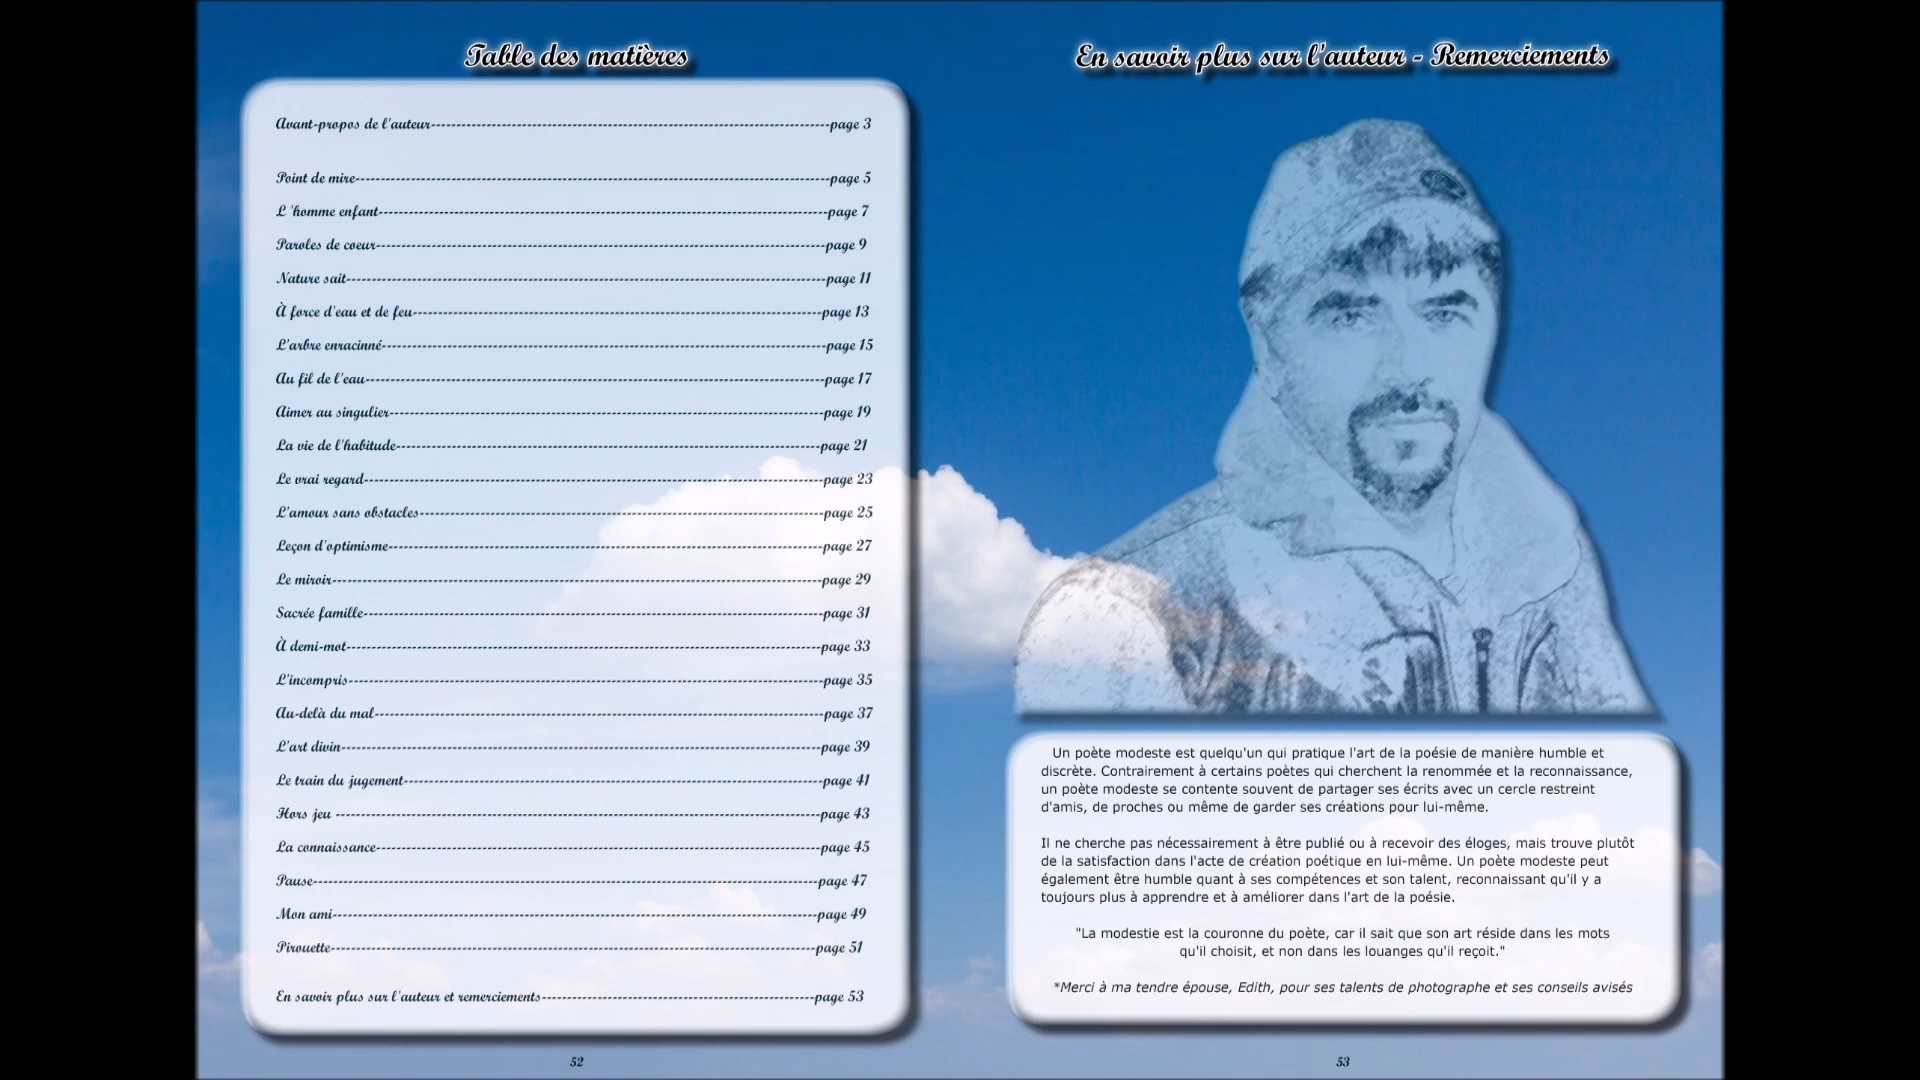 Table des matières
Avant-propos de l'auteur--------------------page 3
Point de mire--------------------page 5
L 'homme enfant--------------------page 7
Paroles de coeur--------------------page 9
Nature sait--------------------page 11
À force d'eau et de feu--------------------page 13
L'arbre enracinné--------------------page 15
Au fil de l'eau--------------------page 17
Aimer au singulier--------------------page 19
La vie de l'habitude--------------------page 21
Le vrai regard--------------------page 23
L'amour sans obstacles--------------------page 25
Leçon d'optimisme--------------------page 27
Le miroir--------------------page 29
Sacrée famille--------------------page 31
À demi-mot--------------------page 33
L'incompris--------------------page 35
Au-delà du mal--------------------page 37
L'art divin--------------------page 39
Le train du jugement--------------------page 41
Hors jeu --------------------page 43
La connaissance--------------------page 45
Pause--------------------page 47
Mon ami--------------------page 49
Pirouette--------------------page 51
En savoir plus sur l'auteur et remerciements--------------------page 53
52
En savoir plus sur l'auteur - Remerciements
Un poète modeste est quelqu'un qui pratique l'art de la poésie de manière humble et
discrète. Contrairement à certains poètes qui cherchent la renommée et la reconnaissance,
un poète modeste se contente souvent de partager ses écrits avec un cercle restreint
d'amis, de proches ou même de garder ses créations pour lui-même.
Il ne cherche pas nécessairement à être publié ou à recevoir des éloges, mais trouve plutôt
de la satisfaction dans l'acte de création poétique en lui-même. Un poète modeste peut
également être humble quant à ses compétences et son talent, reconnaissant qu'il y a
toujours plus à apprendre et à améliorer dans l'art de la poésie.
"La modestie est la couronne du poète, car il sait que son art réside dans les mots
qu'il choisit, et non dans les louanges qu'il reçoit."
*Merci à ma tendre épouse, Edith, pour ses talents de photographe et ses conseils avisés
53